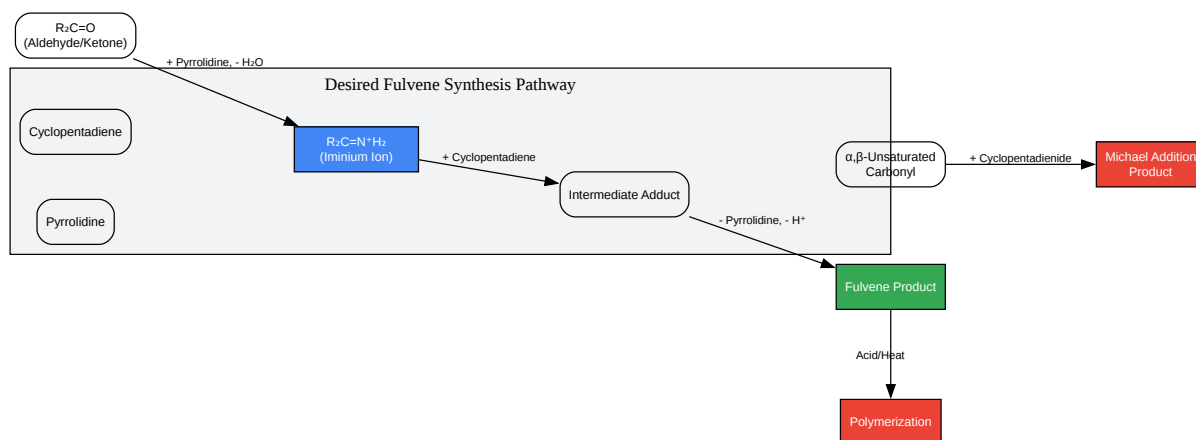 R₂C=O
(Aldehyde/Ketone)
+ Pyrrolidine, - H₂O
Desired Fulvene Synthesis Pathway
Cyclopentadiene
R₂C=N⁺H₂
(Iminium Ion)
+ Cyclopentadiene
α,β-Unsaturated
Carbonyl
+ Cyclopentadienide
Michael Addition
Product
Intermediate Adduct
Pyrrolidine
- Pyrrolidine, - H⁺
Fulvene Product
Acid/Heat
Polymerization